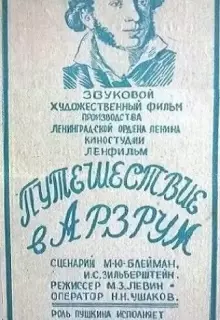 ЗВУКОВОЙ
ХУДОЖЕСТВЕННЫЙ ФИЛЬМ
ПРОИЗВОДСТВА
ЛЕНИНГРАДСКОЙ ОРДЕНА ЛЕНИНА
КИНОСТУДИИ
ЛЕНФИЛЬМ
ПУТЕШЕСТВИЕ
в АРЗРУМ
СЦЕНАРИЙ М.Ю. БЛЕЙМАН,
И.С. ЗИЛЬБЕРШТЕЙН.
РЕЖИССЕР М.З. ЛЕВИН
ОПЕРАТОР Н.Н. УШАКОВ.
РОЛЬ ПУШКИНА ИСПОЛНЯЕТ